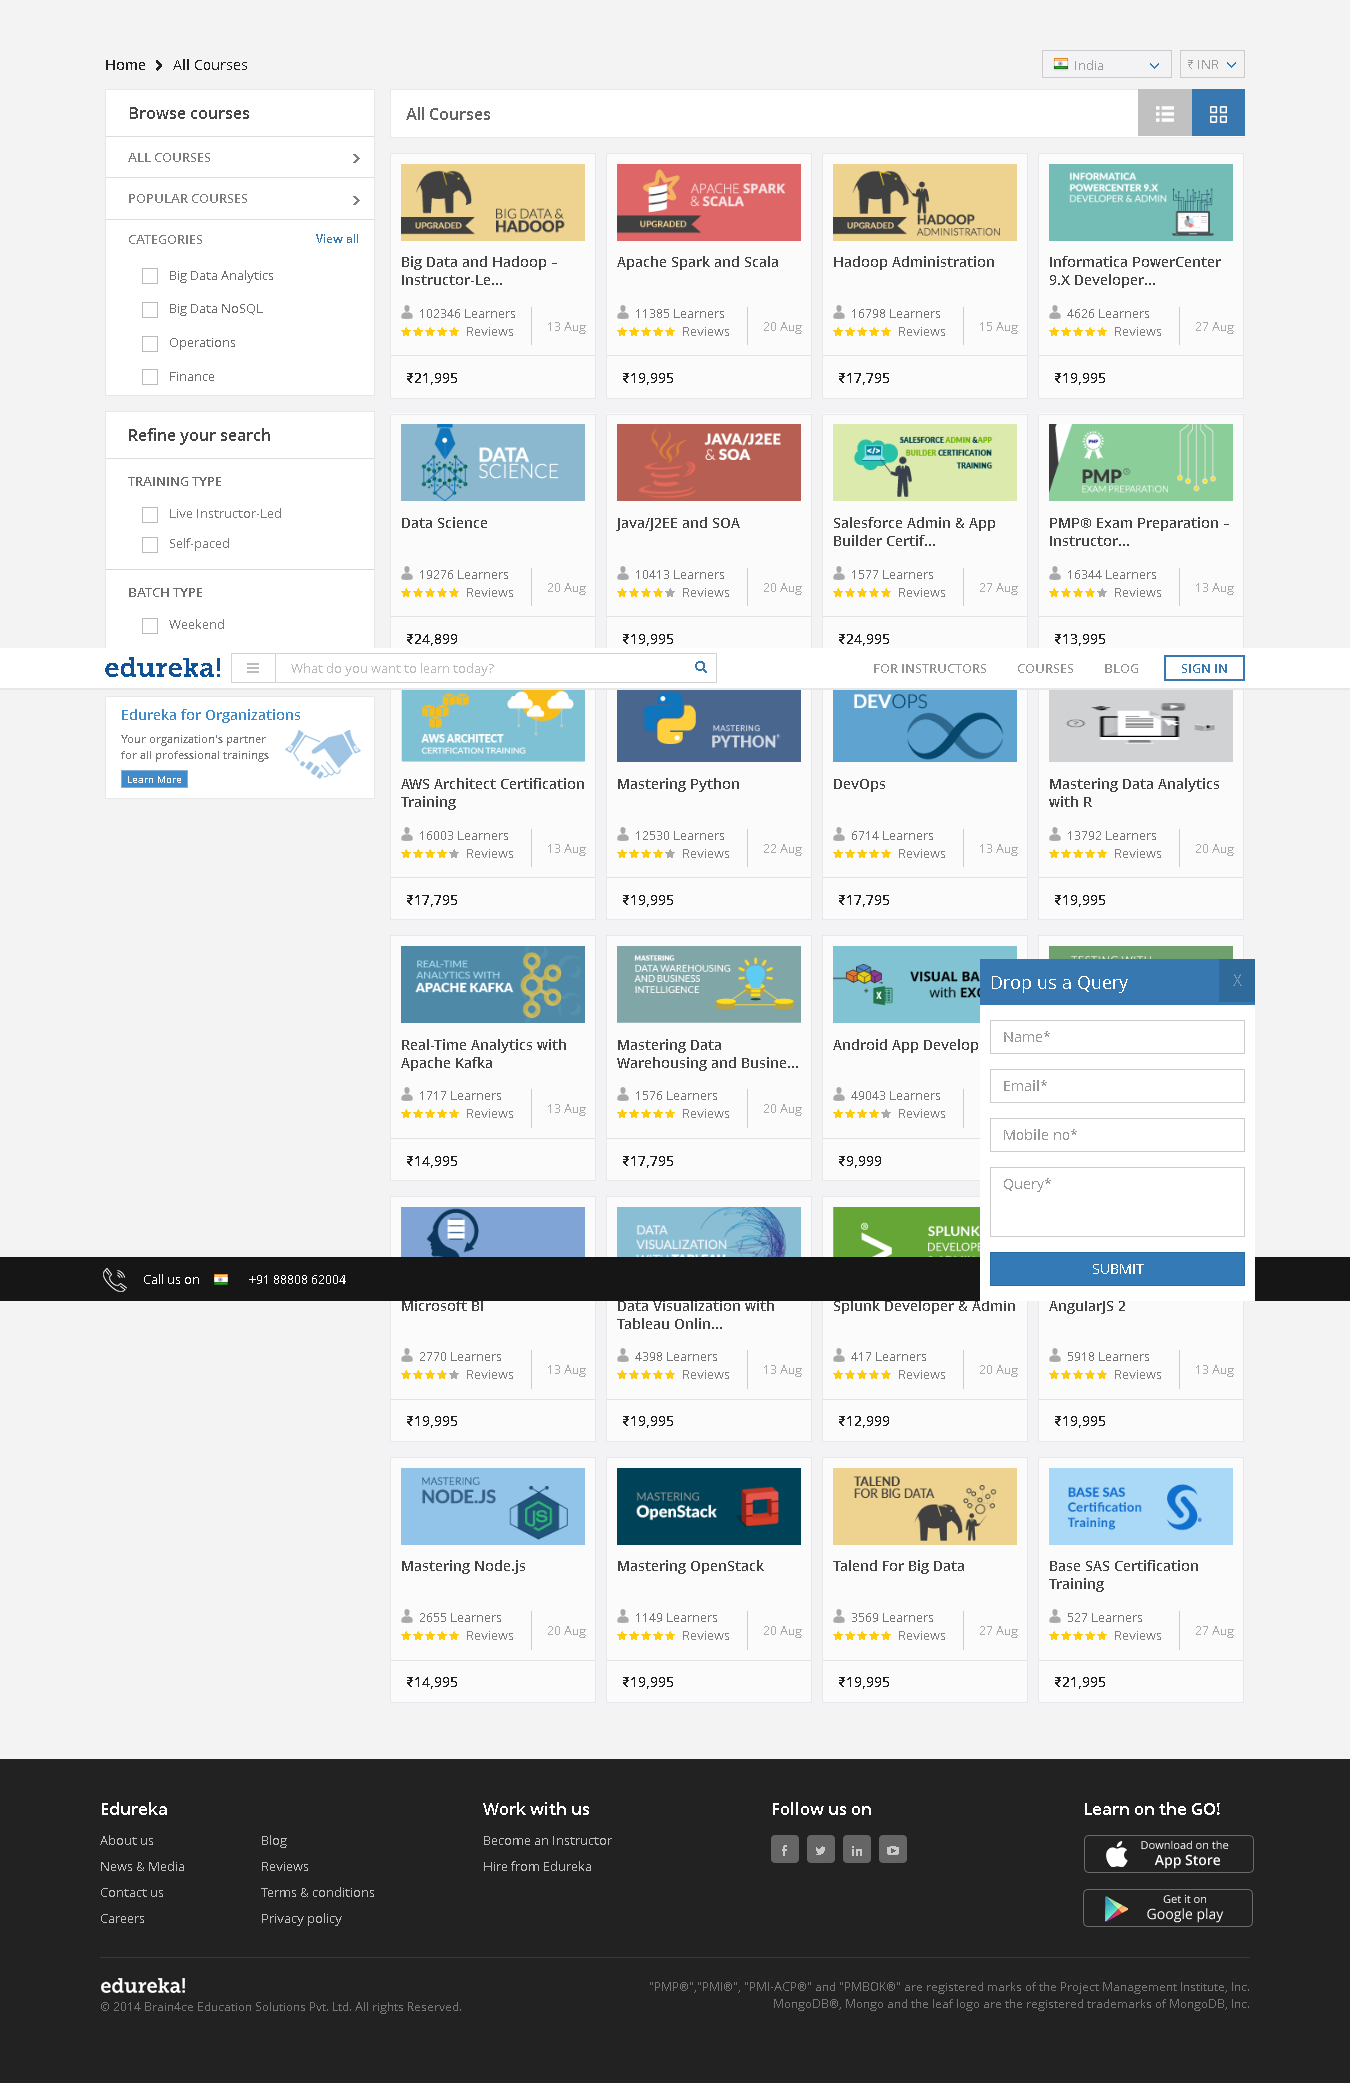 Home > All Courses
India
₹ INR
Browse courses
ALL COURSES
POPULAR COURSES
CATEGORIES
View all
Big Data Analytics
Big Data NoSQL
Operations
Finance
Refine your search
TRAINING TYPE
Live Instructor-Led
Self-paced
BATCH TYPE
Weekend
All Courses
BIG DATA &
HADOOP
UPGRADED
Big Data and Hadoop –
Instructor-Le...
102346 Learners
Reviews
13 Aug
₹21,995
APACHE SPARK
& SCALA
UPGRADED
Apache Spark and Scala
11385 Learners
Reviews
20 Aug
₹19,995
HADOOP
ADMINISTRATION
UPGRADED
Hadoop Administration
16798 Learners
Reviews
15 Aug
₹17,795
INFORMATICA
POWERCENTER 9.X
DEVELOPER & ADMIN
Informatica PowerCenter
9.X Developer...
4626 Learners
Reviews
27 Aug
₹19,995
DATA
SCIENCE
Data Science
19276 Learners
Reviews
20 Aug
₹24,899
JAVA/J2EE
& SOA
Java/J2EE and SOA
10413 Learners
Reviews
20 Aug
₹19,995
SALESFORCE ADMIN & APP
BUILDER CERTIFICATION
TRAINING
Salesforce Admin & App
Builder Certif...
1577 Learners
Reviews
27 Aug
₹24,995
PMP
PMP®
EXAM PREPARATION
PMP® Exam Preparation –
Instructor...
16344 Learners
Reviews
13 Aug
₹13,995
edureka!
What do you want to learn today?
FOR INSTRUCTORS
COURSES
BLOG
SIGN IN
Edureka for Organizations
Your organization's partner
for all professional trainings
Learn More
AWS ARCHITECT
CERTIFICATION TRAINING
AWS Architect Certification
Training
16003 Learners
Reviews
13 Aug
₹17,795
MASTERING
PYTHON
Mastering Python
12530 Learners
Reviews
22 Aug
₹19,995
DEVOPS
DevOps
6714 Learners
Reviews
13 Aug
₹17,795
Mastering Data Analytics
with R
13792 Learners
Reviews
20 Aug
₹19,995
REAL-TIME
ANALYTICS WITH
APACHE KAFKA
Real-Time Analytics with
Apache Kafka
1717 Learners
Reviews
13 Aug
₹14,995
MASTERING
DATA WAREHOUSING
AND BUSINESS
INTELLIGENCE
Mastering Data
Warehousing and Busine...
1576 Learners
Reviews
20 Aug
₹17,795
VISUAL BA
with EXC
Android App Develop
49043 Learners
Reviews
₹9,999
TESTING WITH
Drop us a Query
X
Name*
Email*
Mobile no*
Query*
SUBMIT
Call us on
+91 88808 62004
Microsoft BI
2770 Learners
Reviews
13 Aug
₹19,995
DATA
VISUALIZATION
WITH TABLEAU
Data Visualization with
Tableau Onlin...
4398 Learners
Reviews
13 Aug
₹19,995
SPLUNK
DEVELOPE
Splunk Developer & Admin
417 Learners
Reviews
20 Aug
₹12,999
AngularJS 2
5918 Learners
Reviews
13 Aug
₹19,995
MASTERING
NODE.JS
JS
Mastering Node.js
2655 Learners
Reviews
20 Aug
₹14,995
MASTERING
OpenStack
Mastering OpenStack
1149 Learners
Reviews
20 Aug
₹19,995
TALEND
FOR BIG DATA
Talend For Big Data
3569 Learners
Reviews
27 Aug
₹19,995
BASE SAS
Certification
Training
Base SAS Certification
Training
527 Learners
Reviews
27 Aug
₹21,995
Edureka
About us
News & Media
Contact us
Careers
Blog
Reviews
Terms & conditions
Privacy policy
Work with us
Become an Instructor
Hire from Edureka
Follow us on
Learn on the GO!
Download on the
App Store
Get it on
Google play
edureka!
© 2014 Brain4ce Education Solutions Pvt. Ltd. All rights Reserved.
"PMP®","PMI®", "PMI-ACP®" and "PMBOK®" are registered marks of the Project Management Institute, Inc.
MongoDB®, Mongo and the leaf logo are the registered trademarks of MongoDB, Inc.